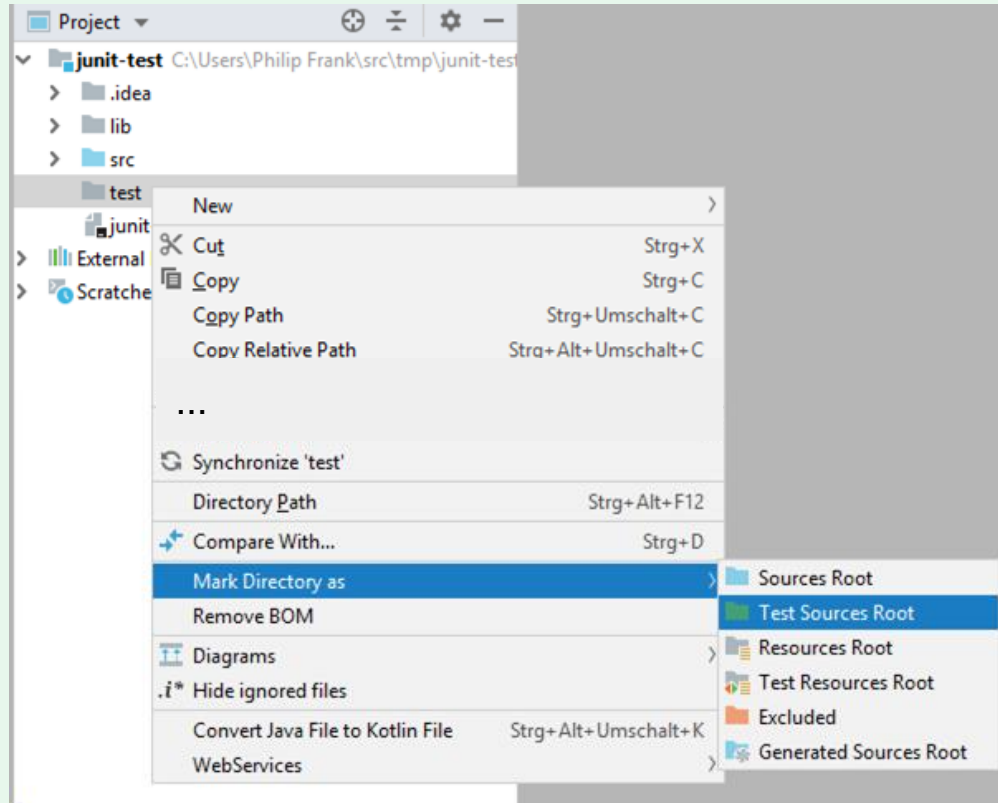 Project
junit-test C:\Users\Philip Frank\src\tmp\junit-test
.idea
lib
src
test
junit
External
Scratche
New
Cut Strg+X
Copy Strg+C
Copy Path Strg+Umschalt+C
Copy Relative Path Strg+Alt+Umschalt+C
...
Synchronize 'test'
Directory Path Strg+Alt+F12
Compare With... Strg+D
Mark Directory as
Remove BOM
Diagrams
.i* Hide ignored files
Convert Java File to Kotlin File Strg+Alt+Umschalt+K
WebServices
Sources Root
Test Sources Root
Resources Root
Test Resources Root
Excluded
Generated Sources Root